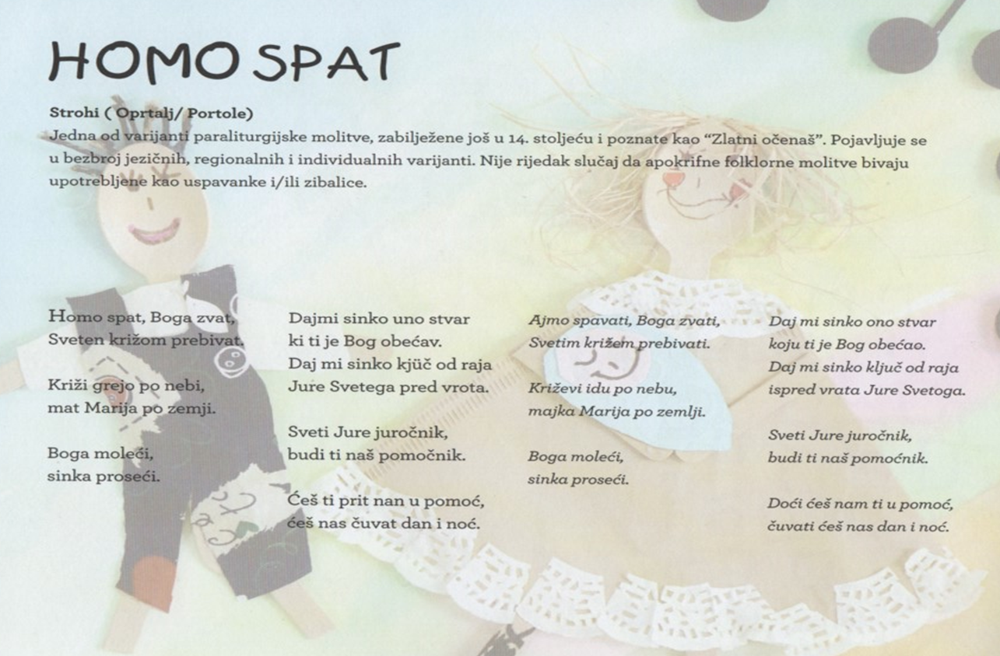 HOMO SPAT
Strohi ( Oprtalj/ Portole)
Jedna od varijanti paraliturgijske molitve, zabilježene još u 14. stoljeću i poznate kao “Zlatni očenaš”. Pojavljuje se
u bezbroj jezičnih, regionalnih i individualnih varijanti. Nije rijedak slučaj da apokrifne folklorne molitve bivaju
upotrebljene kao uspavanke i/ili zibalice.
Homo spat, Boga zvat,
Sveten križom prebivat.
Križi grejo po nebi,
mat Marija po zemji.
Boga moleći,
sinka proseći.
Dajmi sinko uno stvar
ki ti je Bog obećav.
Daj mi sinko kjüč od raja
Jure Svetega pred vrota.
Sveti Jure juročnik,
budi ti naš pomočnik.
Ćeš ti prit nan u pomoć,
ćeš nas čuvat dan i noć.
Ajmo spavati, Boga zvati,
Svetim križem prebivati.
Križevi idu po nebu,
majka Marija po zemlji.
Boga moleći,
sinka proseći.
Daj mi sinko ono stvar
koju ti je Bog obećao.
Daj mi sinko ključ od raja
ispred vrata Jure Svetoga.
Sveti Jure juročnik,
budi ti naš pomoćnik.
Doći ćeš nam ti u pomoć,
čuvati ćeš nas dan i noć.